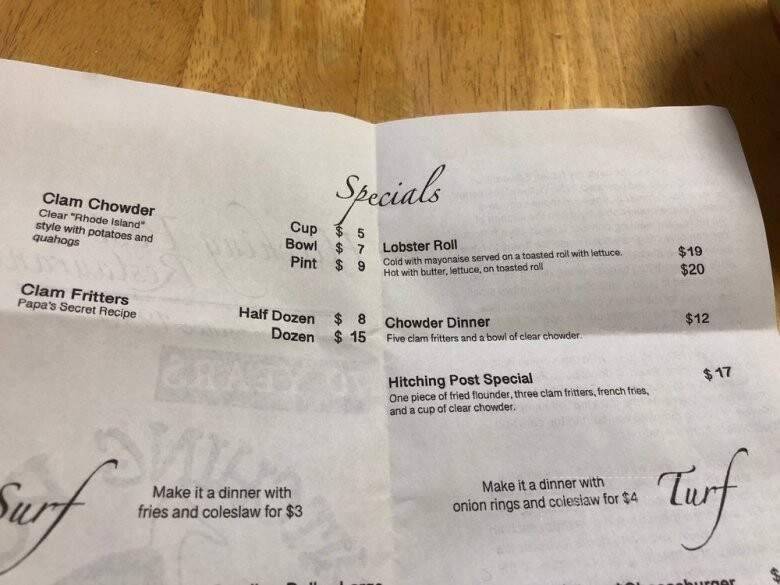 Specials
Clam Chowder
Clear "Rhode Island"
style with potatoes and
quahogs
Cup $ 5
Bowl $ 7
Pint $ 9
Clam Fritters
Papa's Secret Recipe
Half Dozen $ 8
Dozen $ 15
Lobster Roll
Cold with mayonaise served on a toasted roll with lettuce. $19
Hot with butter, lettuce, on toasted roll $20
Chowder Dinner $12
Five clam fritters and a bowl of clear chowder.
Hitching Post Special $17
One piece of fried flounder, three clam fritters, french fries,
and a cup of clear chowder.
Surf
Make it a dinner with
fries and coleslaw for $3
Make it a dinner with
onion rings and coleslaw for $4
Turf